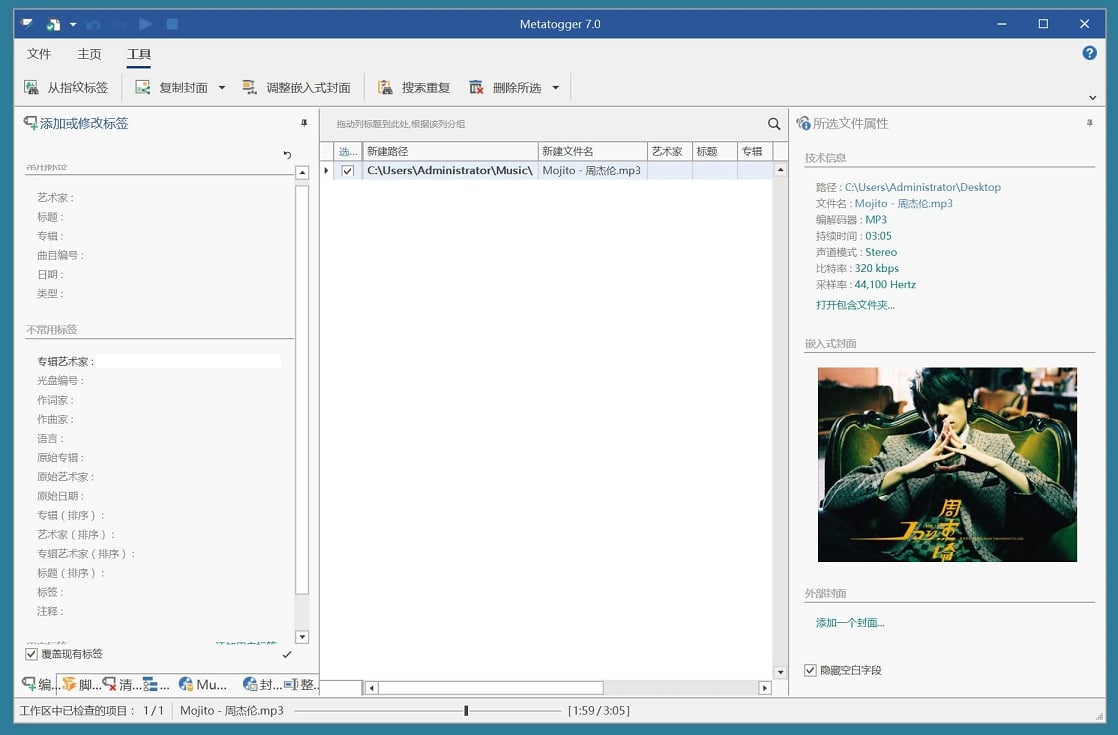 Metatogger 7.0
文件 主页 工具
从指纹标签 复制封面 调整嵌入式封面 搜索重复 删除所选
添加或修改标签
常用标签
艺术家：
标题：
专辑：
曲目编号：
日期：
类型：
不常用标签
专辑艺术家：
光盘编号：
作词家：
作曲家：
语言：
原始专辑：
原始艺术家：
原始日期：
专辑（排序）：
艺术家（排序）：
专辑艺术家（排序）：
标题（排序）：
标签：
注释：
覆盖现有标签
编... 脚... 清... ... Mu... 封... 整...
拖动列标题到此处,根据该列分组
选... 新建路径 新建文件名 艺术家 标题 专辑
C:\Users\Administrator\Music\ Mojito - 周杰伦.mp3
所选文件属性
技术信息
路径 : C:\Users\Administrator\Desktop
文件名 : Mojito - 周杰伦.mp3
编解码器 : MP3
持续时间 : 03:05
声道模式 : Stereo
比特率 : 320 kbps
采样率 : 44,100 Hertz
打开包含文件夹...
嵌入式封面
周
Jay杰
伦
外部封面
添加一个封面...
隐藏空白字段
工作区中已检查的项目： 1 / 1 Mojito - 周杰伦.mp3 [1:59 / 3:05]